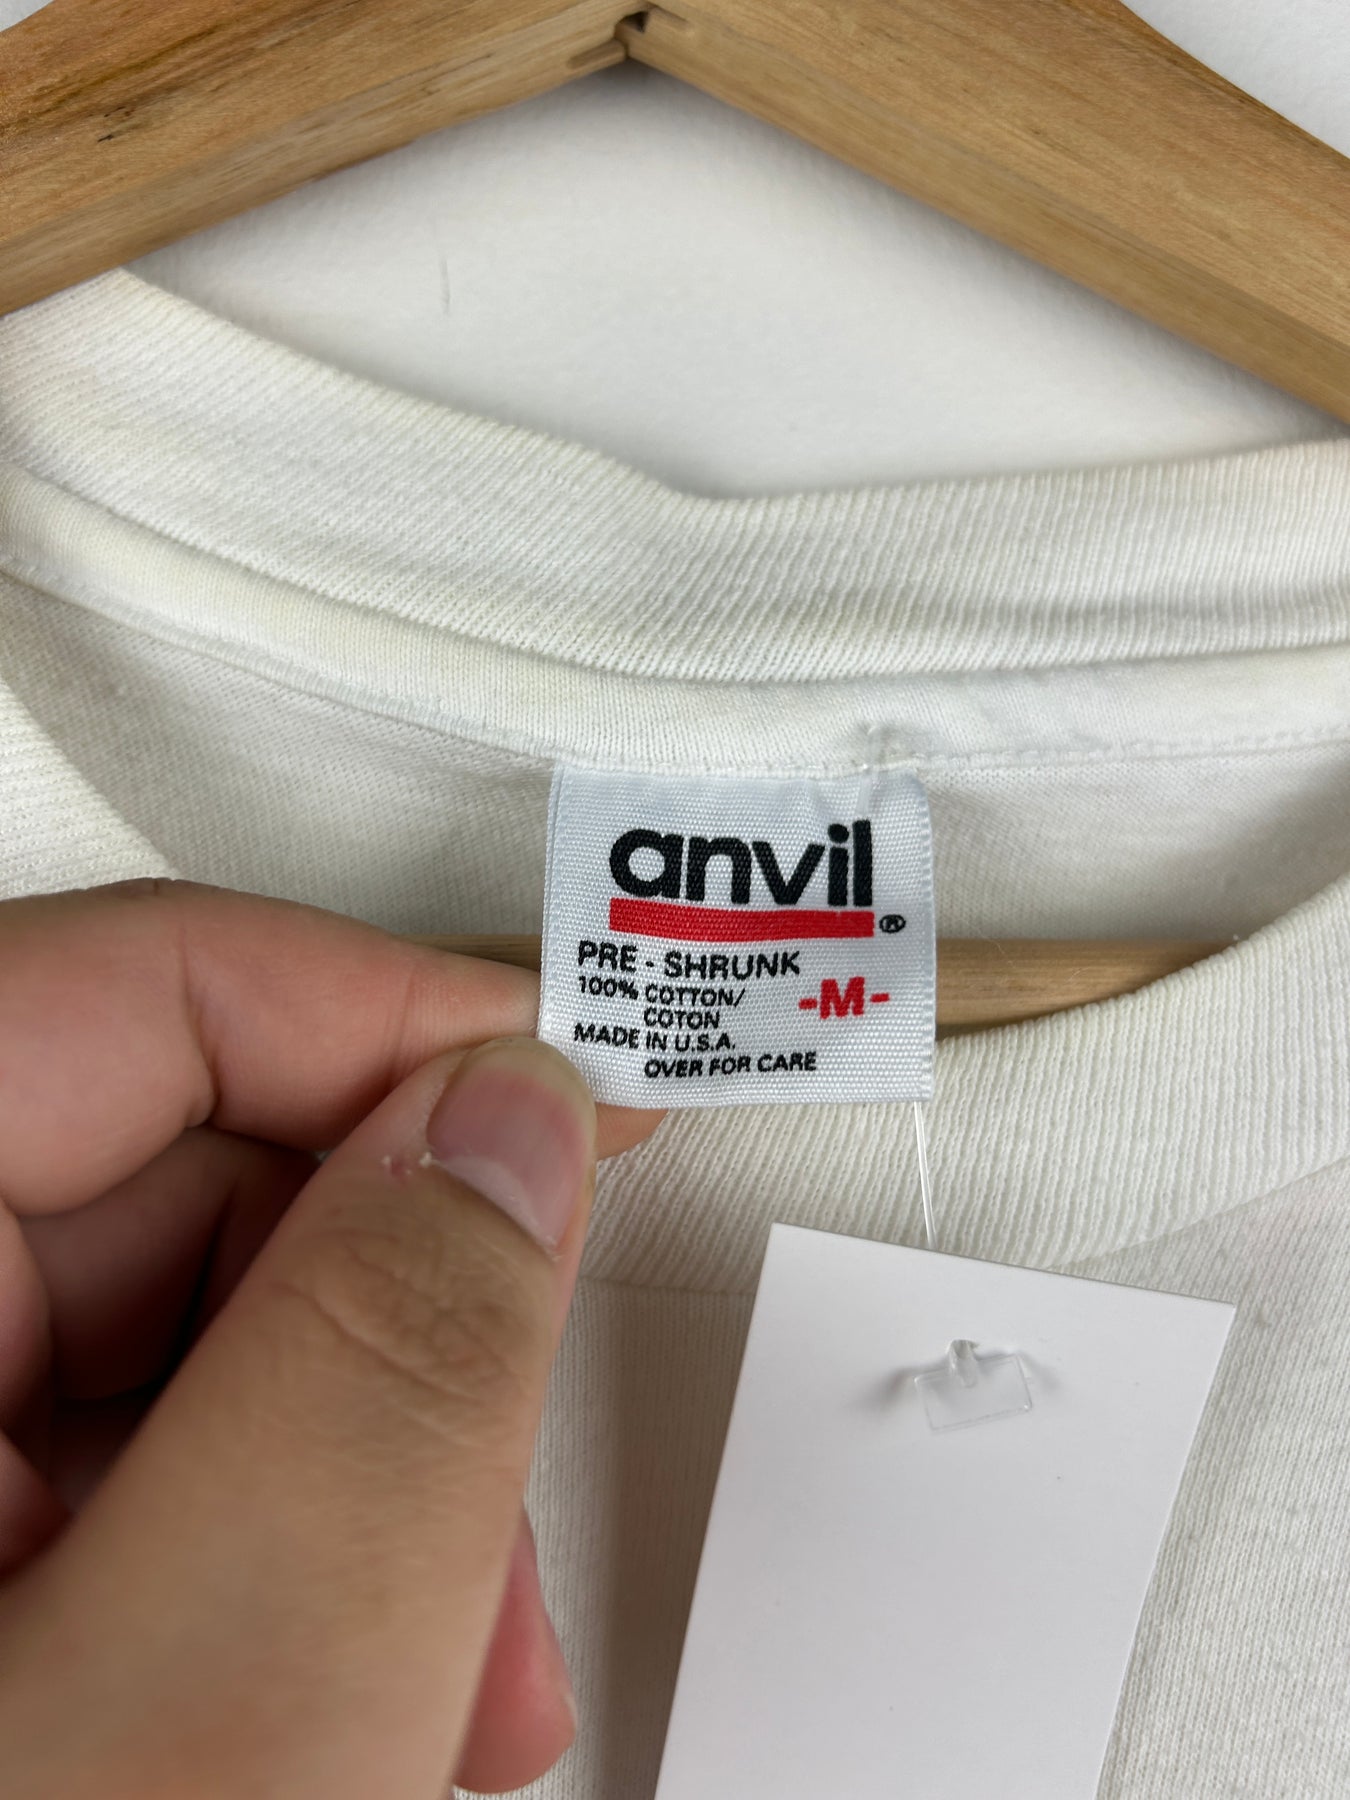 anvil®
PRE - SHRUNK
100% COTTON/
COTON
-M-
MADE IN U.S.A.
OVER FOR CARE